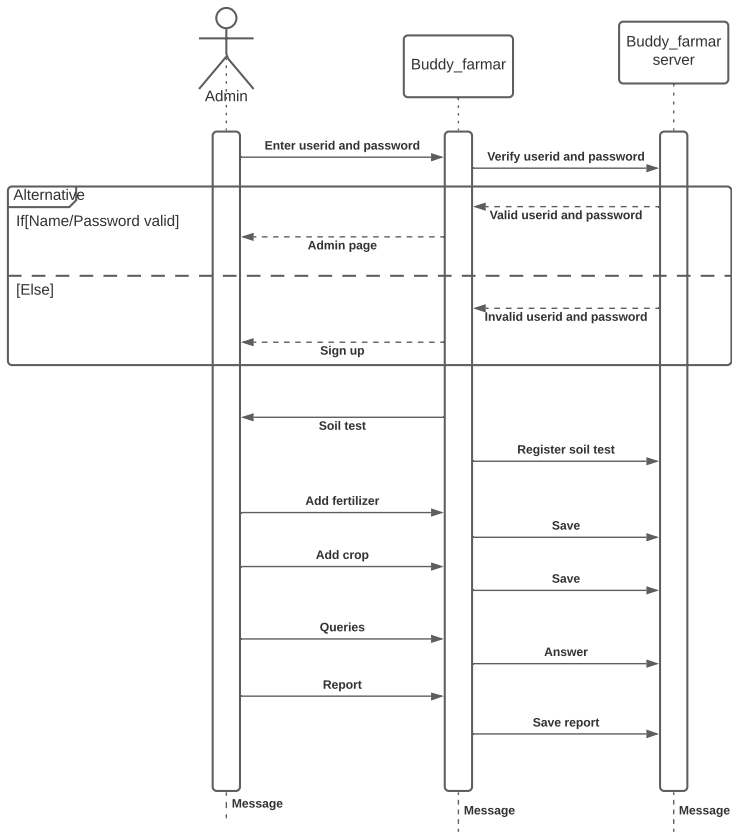 Buddy_farmar
server
Buddy_farmar
Admin
Enter userid and password
Verify userid and password
Alternative
If[Name/Password valid]
Valid userid and password
Admin page
[Else]
Invalid userid and password
Sign up
Soil test
Register soil test
Add fertilizer
Save
Add crop
Save
Queries
Answer
Report
Save report
Message
Message
Message